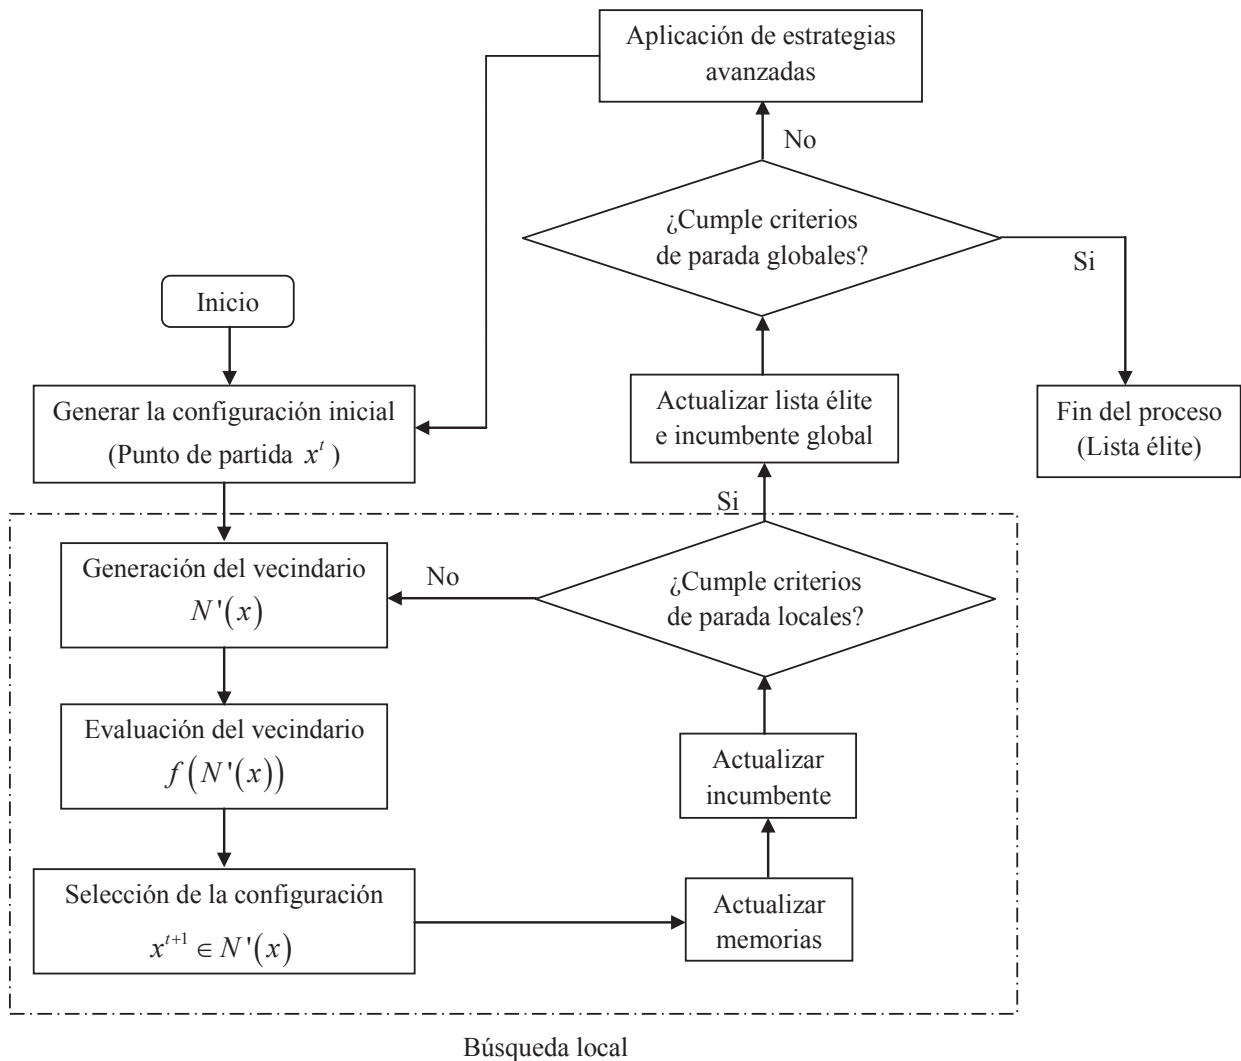 Aplicación de estrategias
avanzadas
No
¿Cumple criterios
de parada globales?
Si
Inicio
Generar la configuración inicial
(Punto de partida x^t )
Actualizar lista élite
e incumbente global
Fin del proceso
(Lista élite)
Si
Generación del vecindario
N'(x)
No
¿Cumple criterios
de parada locales?
Evaluación del vecindario
f(N'(x))
Actualizar
incumbente
Selección de la configuración
x^{t+1} ∈ N'(x)
Actualizar
memorias
Búsqueda local